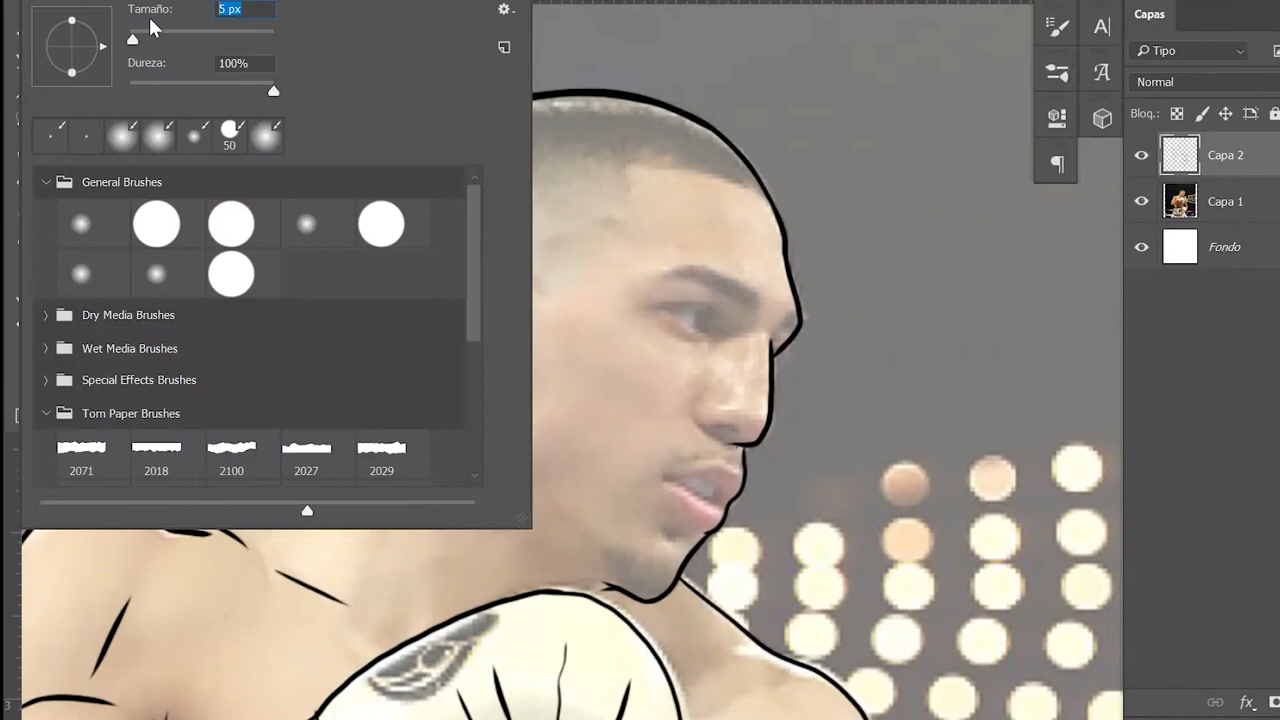 Tamaño:
5 px
Dureza:
100%
50
General Brushes
Dry Media Brushes
Wet Media Brushes
Special Effects Brushes
Torn Paper Brushes
2071
2018
2100
2027
2029
3
A
A
Capas
Tipo
Normal
Bloq.:
Capa 2
Capa 1
Fondo
fx